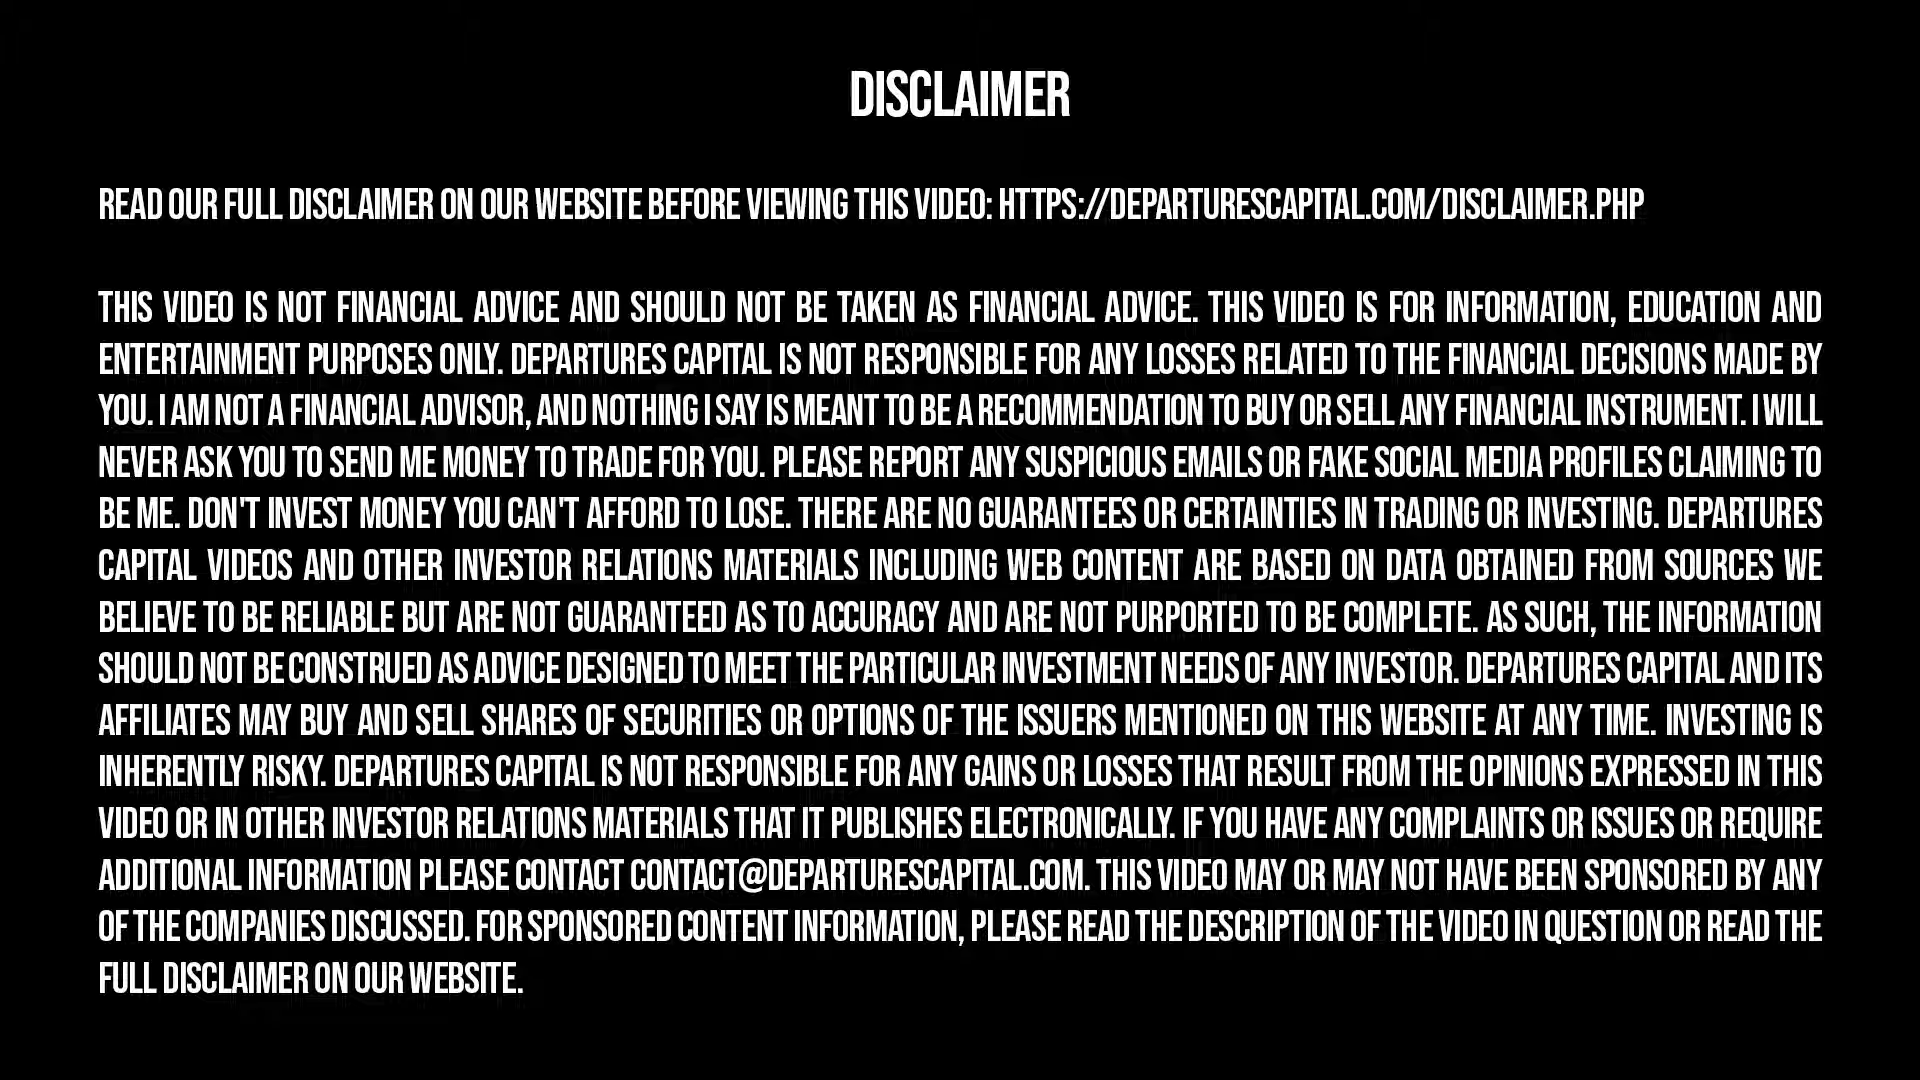 DISCLAIMER
READ OUR FULL DISCLAIMER ON OUR WEBSITE BEFORE VIEWING THIS VIDEO: HTTPS://DEPARTURESCAPITAL.COM/DISCLAIMER.PHP
THIS VIDEO IS NOT FINANCIAL ADVICE AND SHOULD NOT BE TAKEN AS FINANCIAL ADVICE. THIS VIDEO IS FOR INFORMATION, EDUCATION AND
ENTERTAINMENT PURPOSES ONLY. DEPARTURES CAPITAL IS NOT RESPONSIBLE FOR ANY LOSSES RELATED TO THE FINANCIAL DECISIONS MADE BY
YOU. I AM NOT A FINANCIAL ADVISOR, AND NOTHING I SAY IS MEANT TO BE A RECOMMENDATION TO BUY OR SELL ANY FINANCIAL INSTRUMENT. I WILL
NEVER ASK YOU TO SEND ME MONEY TO TRADE FOR YOU. PLEASE REPORT ANY SUSPICIOUS EMAILS OR FAKE SOCIAL MEDIA PROFILES CLAIMING TO
BE ME. DON'T INVEST MONEY YOU CAN'T AFFORD TO LOSE. THERE ARE NO GUARANTEES OR CERTAINTIES IN TRADING OR INVESTING. DEPARTURES
CAPITAL VIDEOS AND OTHER INVESTOR RELATIONS MATERIALS INCLUDING WEB CONTENT ARE BASED ON DATA OBTAINED FROM SOURCES WE
BELIEVE TO BE RELIABLE BUT ARE NOT GUARANTEED AS TO ACCURACY AND ARE NOT PURPORTED TO BE COMPLETE. AS SUCH, THE INFORMATION
SHOULD NOT BE CONSTRUED AS ADVICE DESIGNED TO MEET THE PARTICULAR INVESTMENT NEEDS OF ANY INVESTOR. DEPARTURES CAPITAL AND ITS
AFFILIATES MAY BUY AND SELL SHARES OF SECURITIES OR OPTIONS OF THE ISSUERS MENTIONED ON THIS WEBSITE AT ANY TIME. INVESTING IS
INHERENTLY RISKY. DEPARTURES CAPITAL IS NOT RESPONSIBLE FOR ANY GAINS OR LOSSES THAT RESULT FROM THE OPINIONS EXPRESSED IN THIS
VIDEO OR IN OTHER INVESTOR RELATIONS MATERIALS THAT IT PUBLISHES ELECTRONICALLY. IF YOU HAVE ANY COMPLAINTS OR ISSUES OR REQUIRE
ADDITIONAL INFORMATION PLEASE CONTACT CONTACT@DEPARTURESCAPITAL.COM. THIS VIDEO MAY OR MAY NOT HAVE BEEN SPONSORED BY ANY
OF THE COMPANIES DISCUSSED. FOR SPONSORED CONTENT INFORMATION, PLEASE READ THE DESCRIPTION OF THE VIDEO IN QUESTION OR READ THE
FULL DISCLAIMER ON OUR WEBSITE.